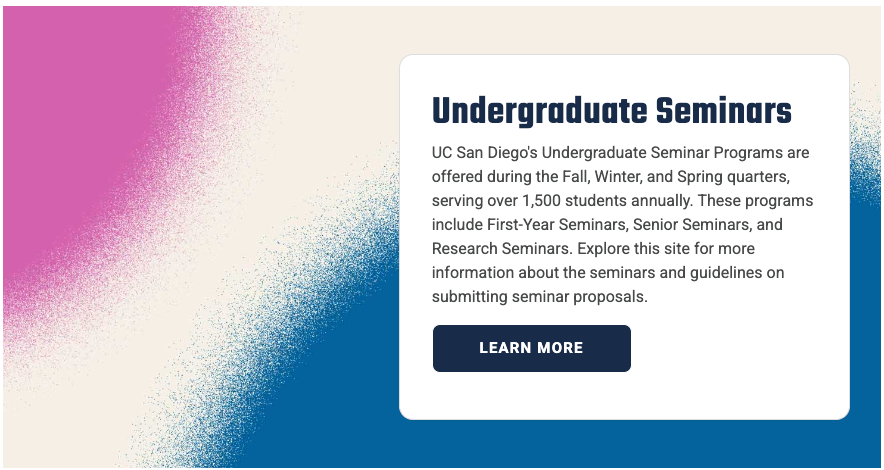 Undergraduate Seminars
UC San Diego's Undergraduate Seminar Programs are
offered during the Fall, Winter, and Spring quarters,
serving over 1,500 students annually. These programs
include First-Year Seminars, Senior Seminars, and
Research Seminars. Explore this site for more
information about the seminars and guidelines on
submitting seminar proposals.
LEARN MORE